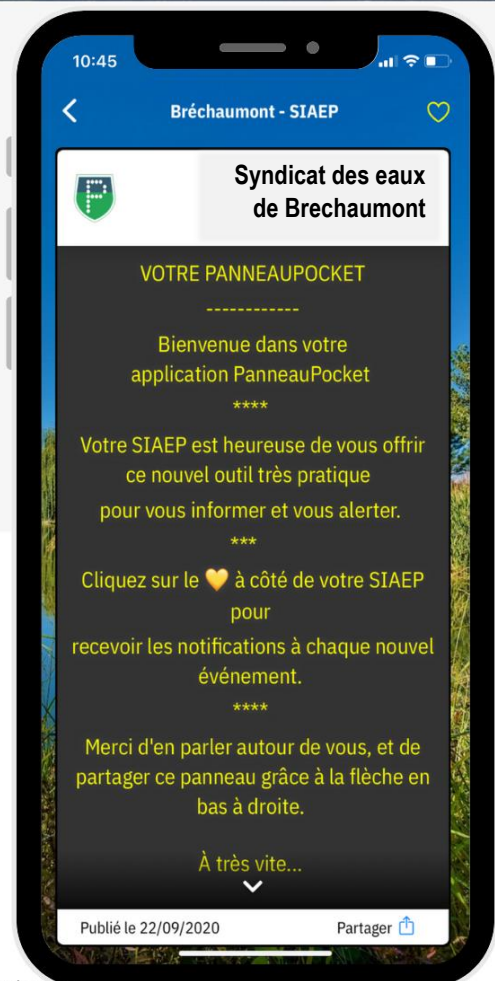 10:45
Bréchaumont - SIAEP
Syndicat des eaux
de Brechaumont
VOTRE PANNEAUPOCKET
------------
Bienvenue dans votre
application PanneauPocket
****
Votre SIAEP est heureuse de vous offrir
ce nouvel outil très pratique
pour vous informer et vous alerter.
***
Cliquez sur le 💛 à côté de votre SIAEP
pour
recevoir les notifications à chaque nouvel
événement.
****
Merci d'en parler autour de vous, et de
partager ce panneau grâce à la flèche en
bas à droite.
À très vite...
Publié le 22/09/2020 Partager